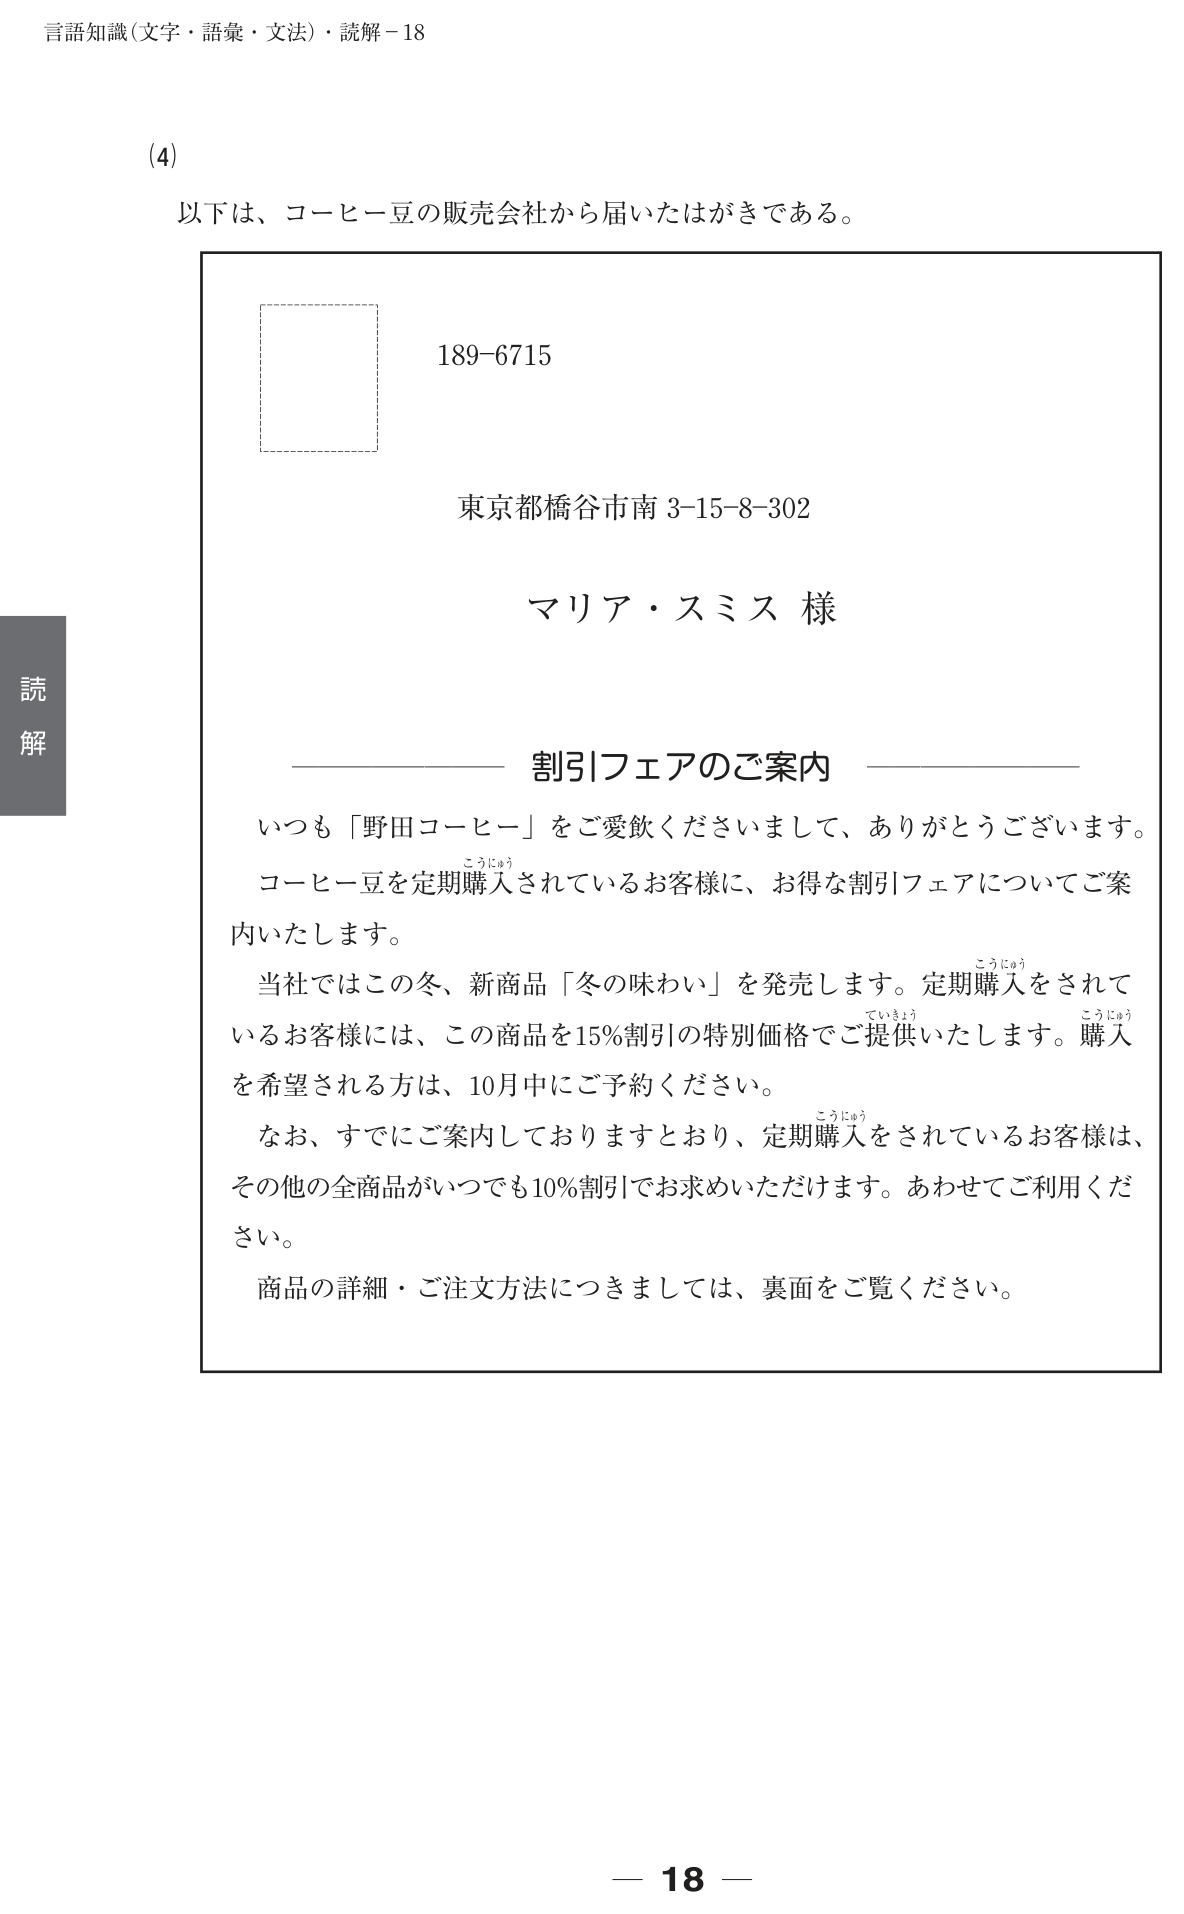 言語知識(文字・語彙・文法)・読解－18
(4)
以下は、コーヒー豆の販売会社から届いたはがきである。
189−6715
東京都橋谷市南 3−15−8−302
マリア・スミス 様
読
解
割引フェアのご案内
いつも「野田コーヒー」をご愛飲くださいまして、ありがとうございます。
こうにゅう
コーヒー豆を定期購入されているお客様に、お得な割引フェアについてご案
内いたします。
こうにゅう
当社ではこの冬、新商品「冬の味わい」を発売します。定期購入をされて
ていきょう こうにゅう
いるお客様には、この商品を15%割引の特別価格でご提供いたします。購入
を希望される方は、10月中にご予約ください。
こうにゅう
なお、すでにご案内しておりますとおり、定期購入をされているお客様は、
その他の全商品がいつでも10%割引でお求めいただけます。あわせてご利用くだ
さい。
商品の詳細・ご注文方法につきましては、裏面をご覧ください。
— 18 —